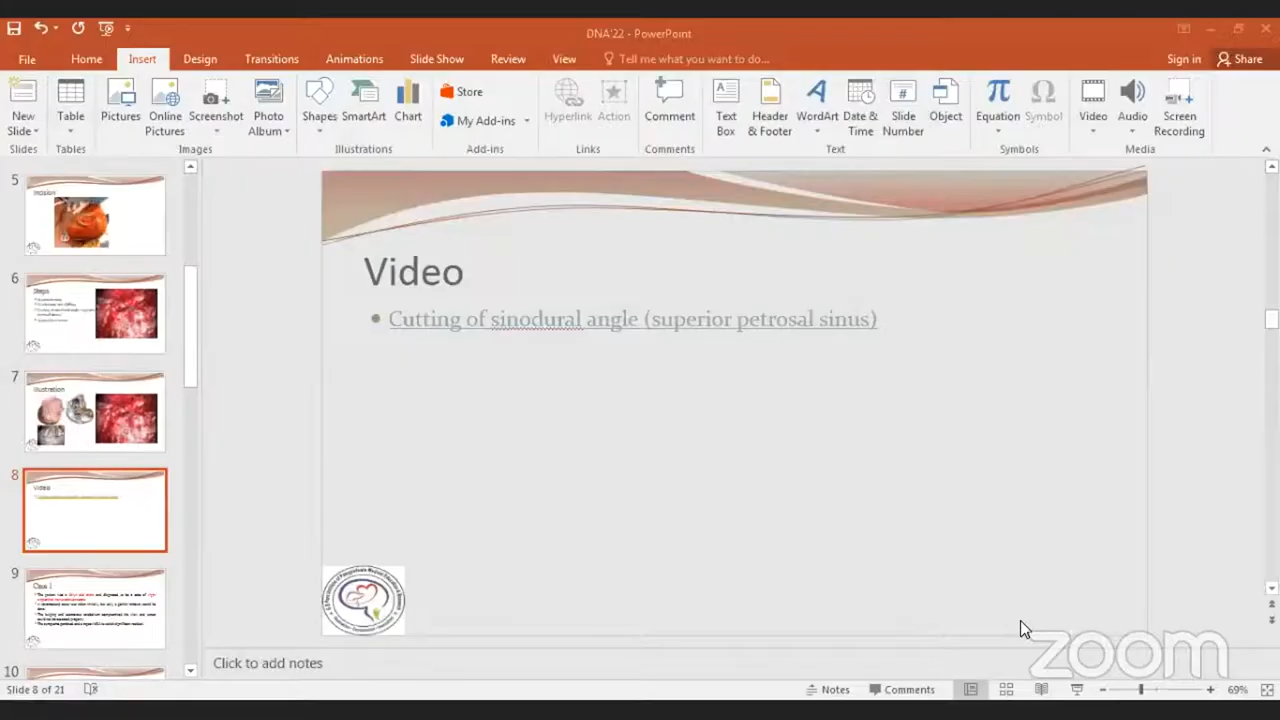 DNA'22 - PowerPoint
File Home Insert Design Transitions Animations Slide Show Review View Tell me what you want to do... Sign in Share
New Slide Table Pictures Online Pictures Screenshot Photo Album Shapes SmartArt Chart Store My Add-ins Hyperlink Action Comment Text Box Header & Footer WordArt Date & Time Slide Number Object Equation Symbol Video Audio Screen Recording
Slides Tables Images Illustrations Add-ins Links Comments Text Symbols Media
5
6
Steps
7
Illustration
8
Video
9
Case 1
10
Video
Cutting of sinodural angle (superior petrosal sinus)
Click to add notes
zoom
Slide 8 of 21 Notes Comments 69%